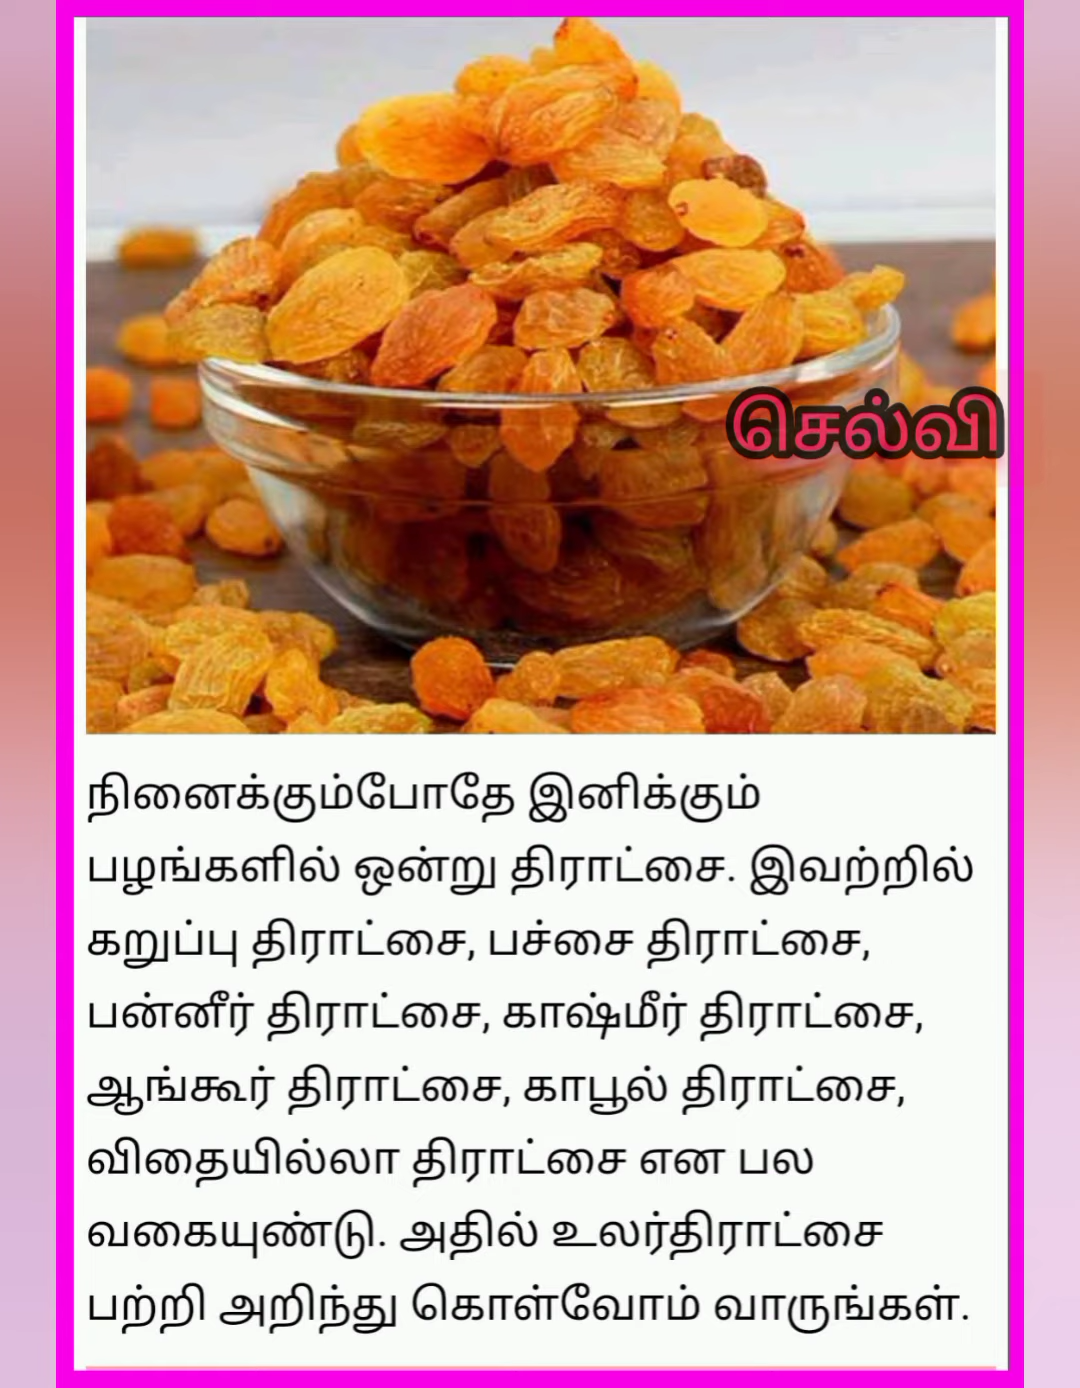 செல்வி
நினைக்கும்போதே இனிக்கும்
பழங்களில் ஒன்று திராட்சை. இவற்றில்
கறுப்பு திராட்சை, பச்சை திராட்சை,
பன்னீர் திராட்சை, காஷ்மீர் திராட்சை,
ஆங்கூர் திராட்சை, காபூல் திராட்சை,
விதையில்லா திராட்சை என பல
வகையுண்டு. அதில் உலர்திராட்சை
பற்றி அறிந்து கொள்வோம் வாருங்கள்.